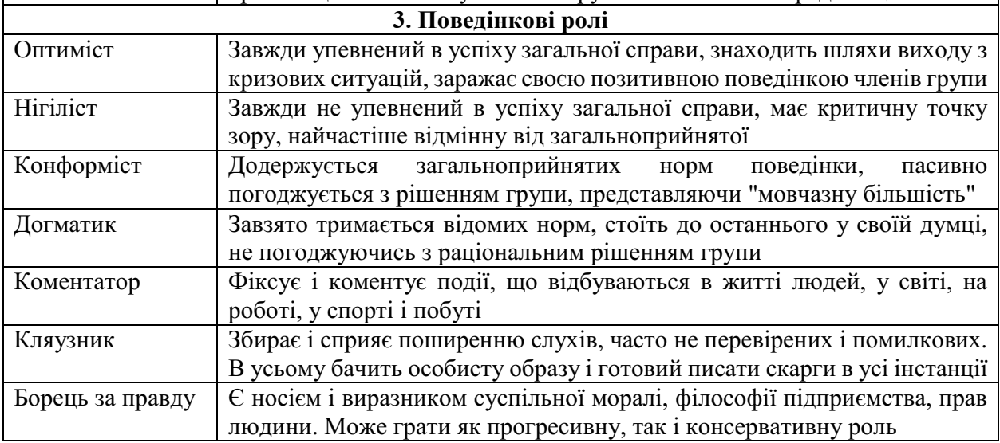 3. Поведінкові ролі
Оптиміст
Завжди упевнений в успіху загальної справи, знаходить шляхи виходу з
кризових ситуацій, заражає своєю позитивною поведінкою членів групи
Нігіліст
Завжди не упевнений в успіху загальної справи, має критичну точку
зору, найчастіше відмінну від загальноприйнятої
Конформіст
Додержується загальноприйнятих норм поведінки, пасивно
погоджується з рішенням групи, представляючи "мовчазну більшість"
Догматик
Завзято тримається відомих норм, стоїть до останнього у своїй думці,
не погоджуючись з раціональним рішенням групи
Коментатор
Фіксує і коментує події, що відбуваються в житті людей, у світі, на
роботі, у спорті і побуті
Кляузник
Збирає і сприяє поширенню слухів, часто не перевірених і помилкових.
В усьому бачить особисту образу і готовий писати скарги в усі інстанції
Борець за правду
Є носієм і виразником суспільної моралі, філософії підприємства, прав
людини. Може грати як прогресивну, так і консервативну роль